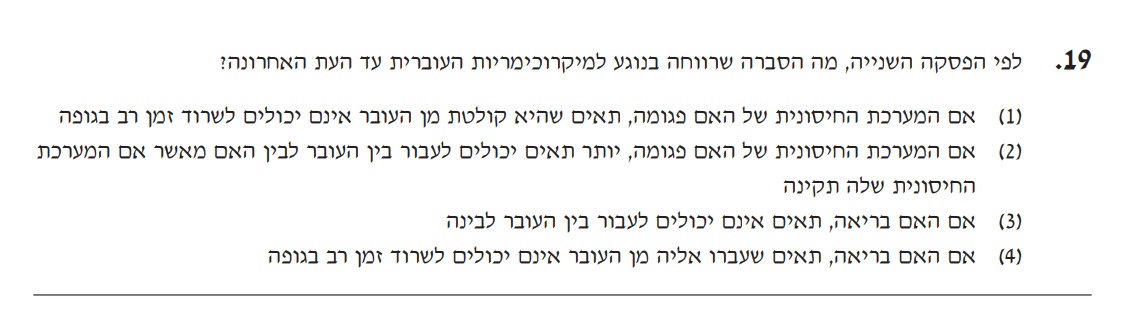 19. לפי הפסקה השנייה, מה הסברה שרווחה בנוגע למיקרוכימריות העוברית עד העת האחרונה?
(1) אם המערכת החיסונית של האם פגומה, תאים שהיא קולטת מן העובר אינם יכולים לשרוד זמן רב בגופה
(2) אם המערכת החיסונית של האם פגומה, יותר תאים יכולים לעבור בין העובר לבין האם מאשר אם המערכת
החיסונית שלה תקינה
(3) אם האם בריאה, תאים אינם יכולים לעבור בין העובר לבינה
(4) אם האם בריאה, תאים שעברו אליה מן העובר אינם יכולים לשרוד זמן רב בגופה